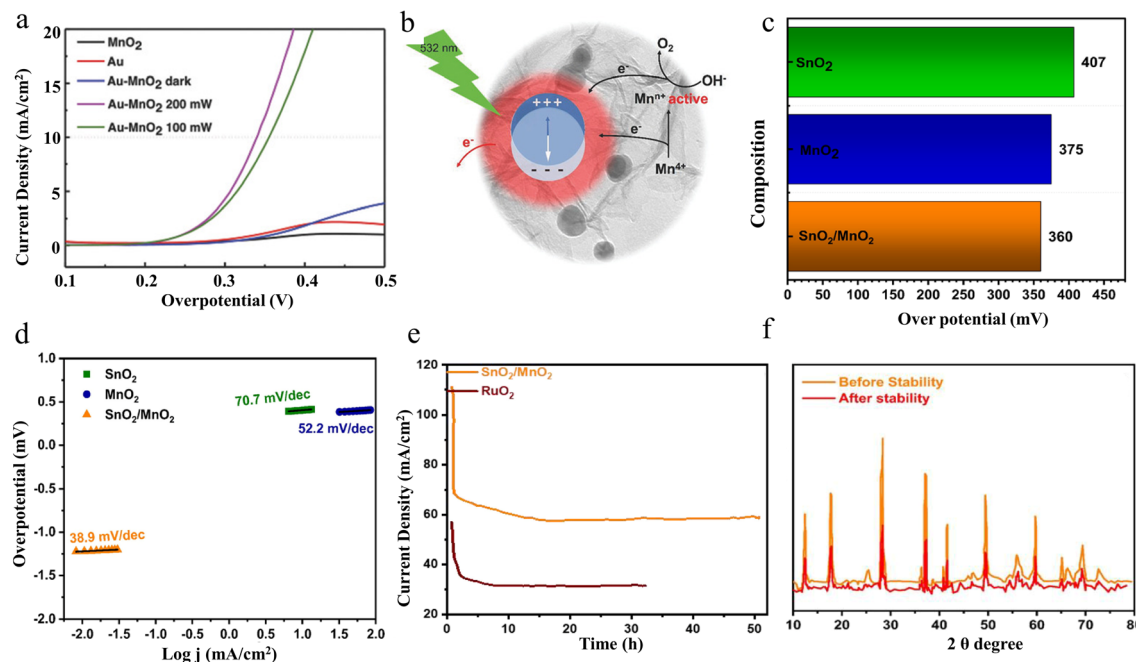 a
Current Density (mA/cm²)
20
15
10
5
0
MnO₂
Au
Au-MnO₂ dark
Au-MnO₂ 200 mW
Au-MnO₂ 100 mW
0.1 0.2 0.3 0.4 0.5
Overpotential (V)
b
532 nm
O₂
e⁻
OH⁻
Mnⁿ⁺ active
+++
e⁻
e⁻
- - -
Mn⁴⁺
c
Composition
SnO₂
407
MnO₂
375
SnO₂/MnO₂
360
0 50 100 150 200 250 300 350 400 450
Over potential (mV)
d
Overpotential (mV)
1.0
0.5
0.0
-0.5
-1.0
-1.5
-2.0
SnO₂
MnO₂
SnO₂/MnO₂
70.7 mV/dec
52.2 mV/dec
38.9 mV/dec
-2.0 -1.5 -1.0 -0.5 0.0 0.5 1.0 1.5 2.0
Log j (mA/cm²)
e
Current Density (mA/cm²)
120
100
80
60
40
20
SnO₂/MnO₂
RuO₂
0 10 20 30 40 50
Time (h)
f
Before Stability
After stability
10 20 30 40 50 60 70 80
2 θ degree